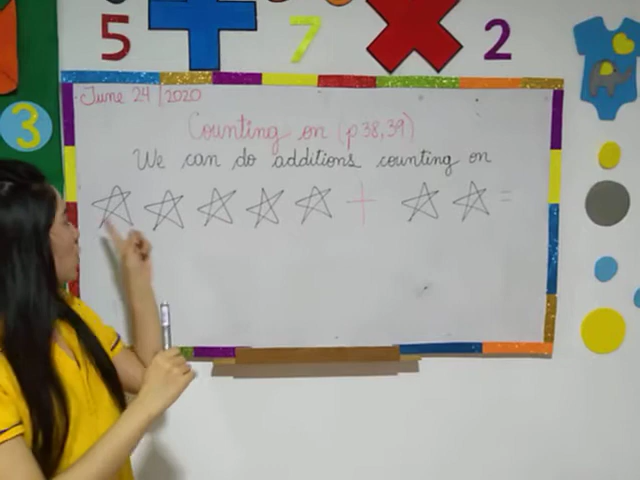 5 7 2
3
June 24 | 2020
Counting on (p 38,39)
We can do additions counting on
+ =